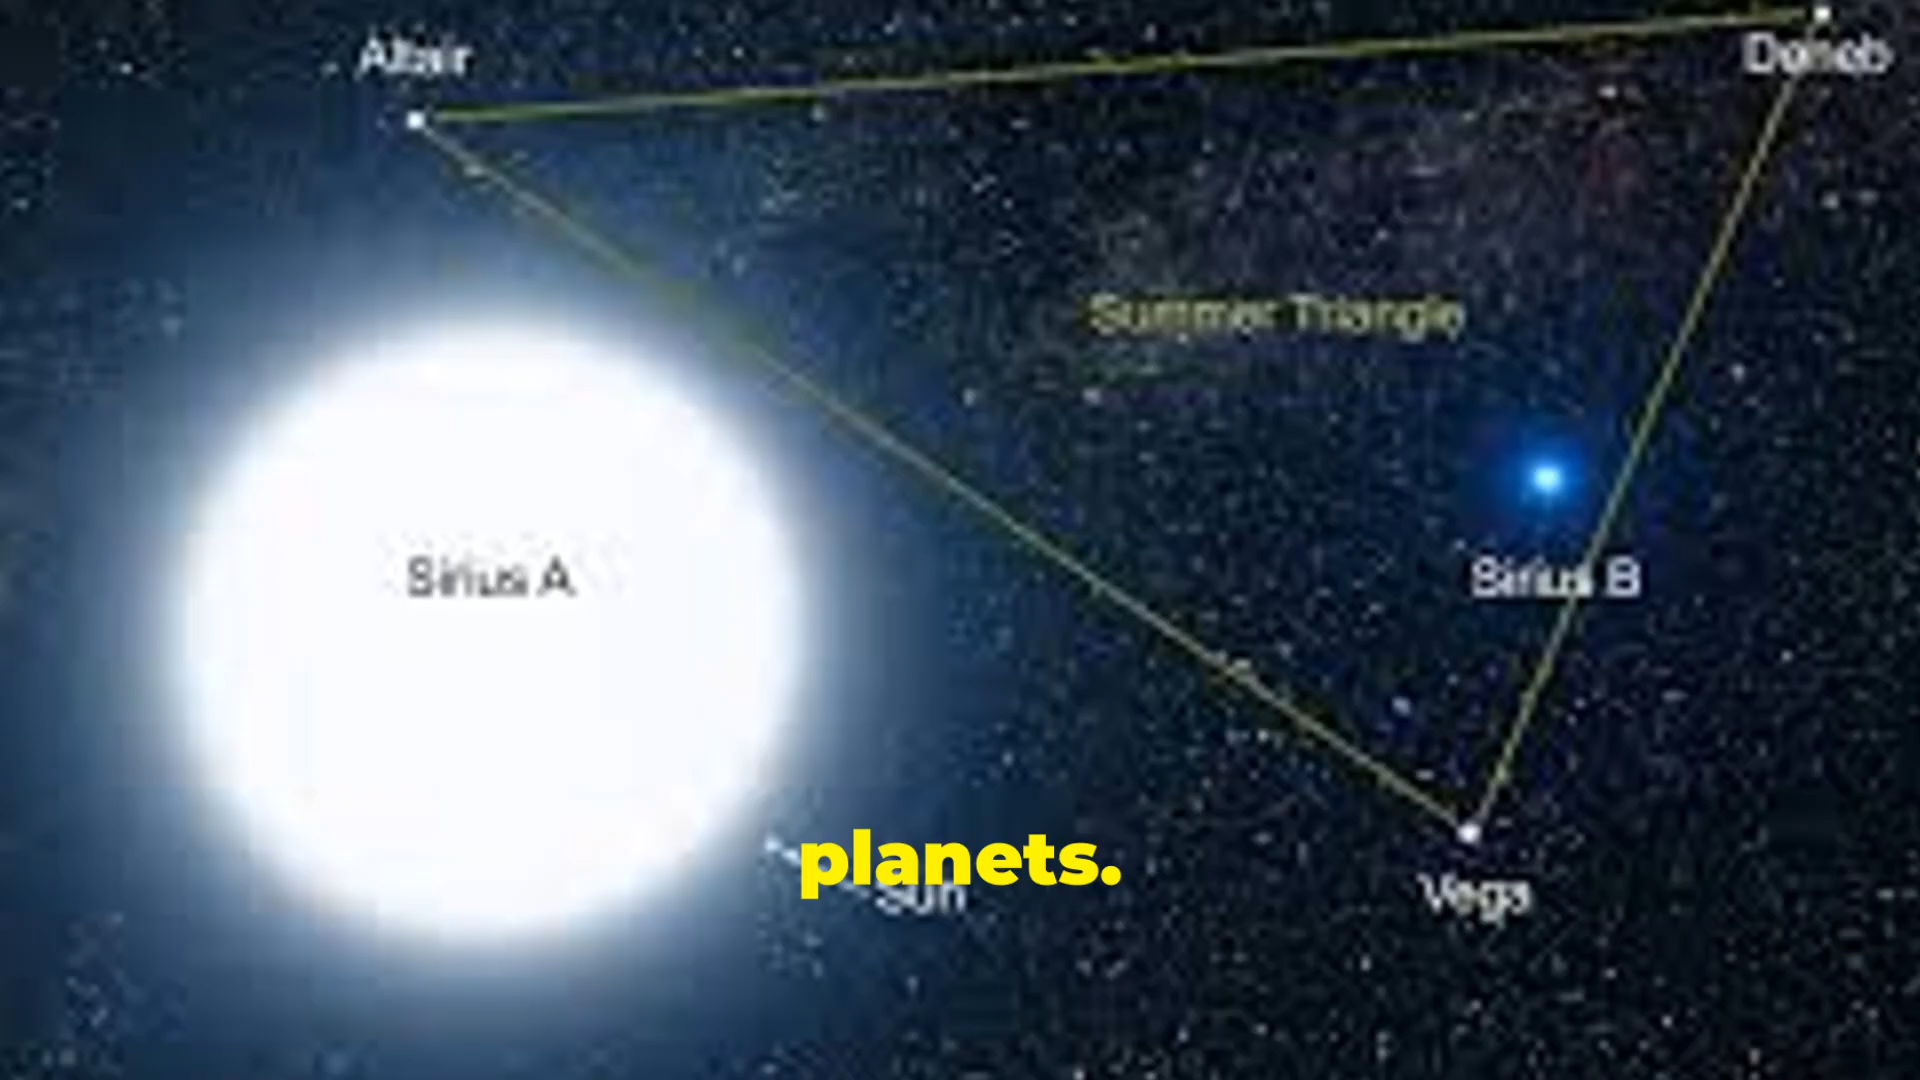 Altair
Deneb
Summer Triangle
Sirius A
Sirius B
planets.
Sun
Vega